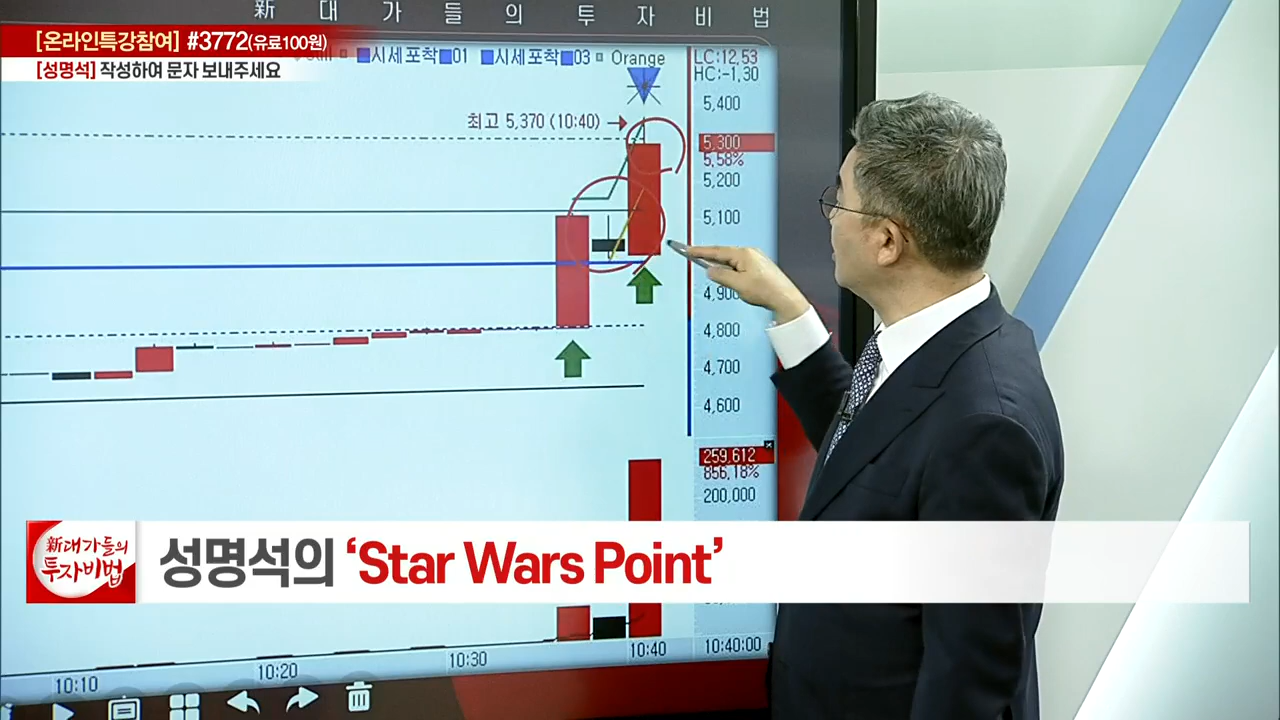 新 대 가 들 의 투 자 비 법
[온라인특강참여] #3772(유료100원)
[성명석] 작성하여 문자 보내주세요
시세포착 01 시세포착 03 Orange
LC:12,53
HC:-1,30
최고 5,370 (10:40)
5,400
5,300
5,58%
5,200
5,100
4,900
4,800
4,700
4,600
259,612
856,18%
200,000
新대가들의
투자비법
성명석의 ‘Star Wars Point’
10:10 10:20 10:30 10:40 10:40:00